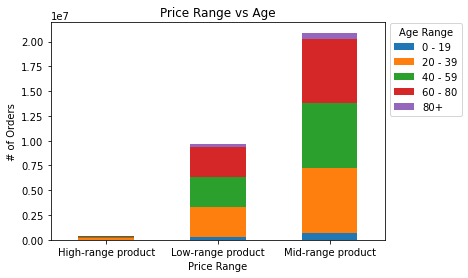 Price Range vs Age
1e7
2.00
1.75
1.50
1.25
1.00
0.75
0.50
0.25
0.00
# of Orders
High-range product Low-range product Mid-range product
Price Range
Age Range
0 - 19
20 - 39
40 - 59
60 - 80
80+